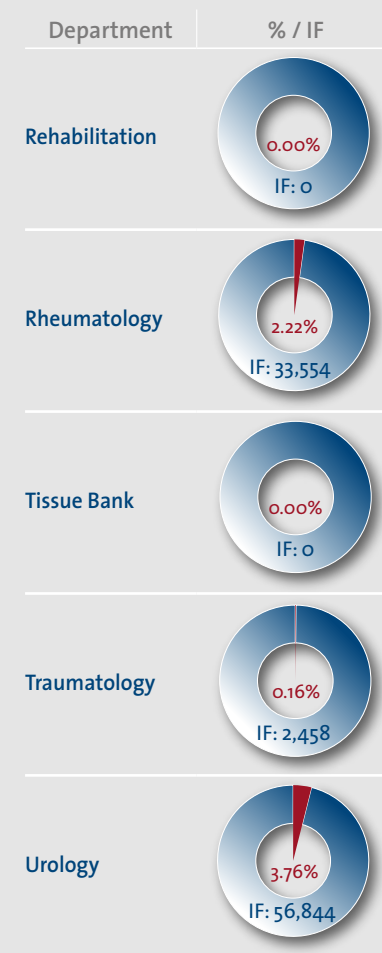 Department % / IF
Rehabilitation
0.00%
IF: 0
Rheumatology
2.22%
IF: 33,554
Tissue Bank
0.00%
IF: 0
Traumatology
0.16%
IF: 2,458
Urology
3.76%
IF: 56,844